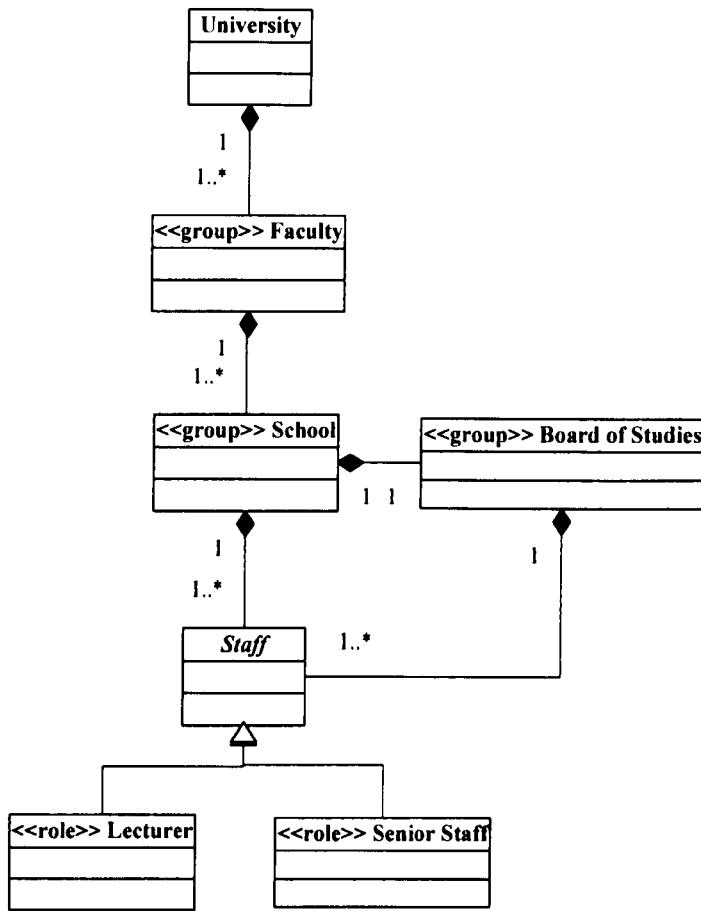 University
1
1..*
<<group>> Faculty
1
1..*
<<group>> School
<<group>> Board of Studies
1 1
1
1
1..*
Staff
1..*
<<role>> Lecturer
<<role>> Senior Staff